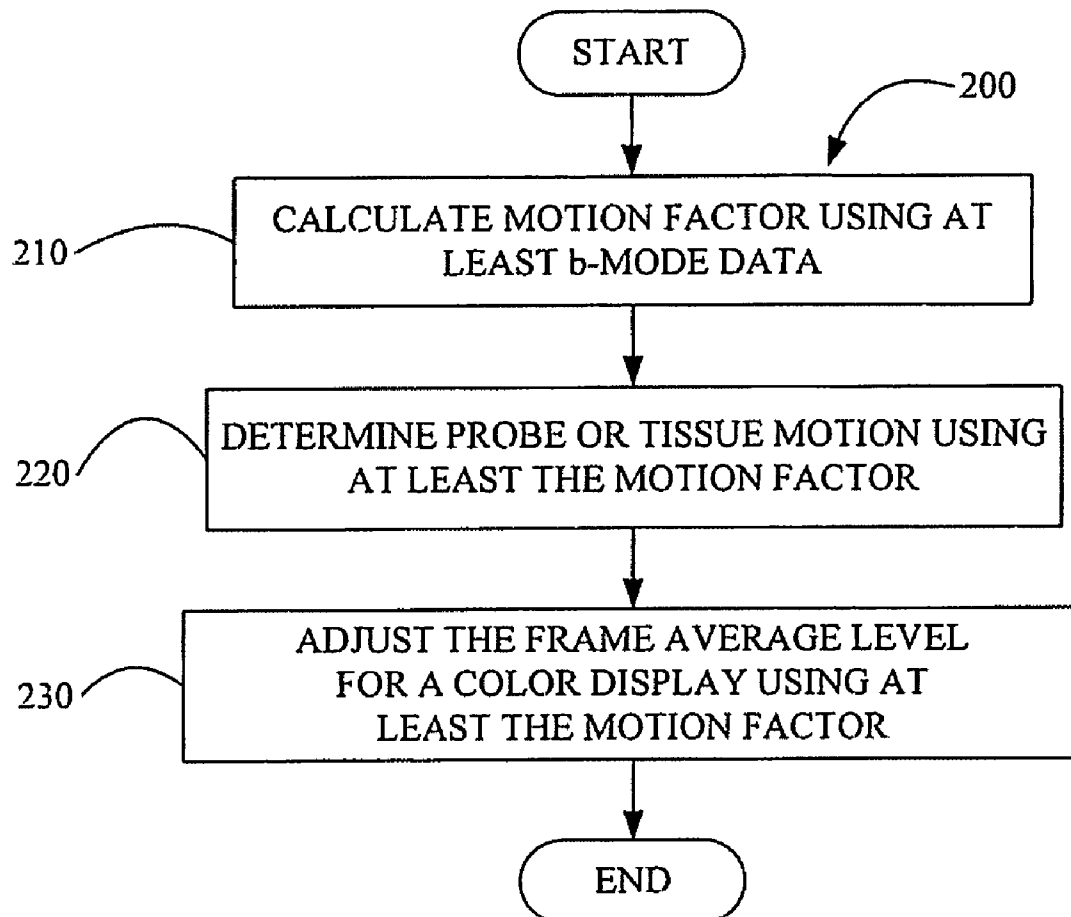 START
200
CALCULATE MOTION FACTOR USING AT
LEAST b-MODE DATA
210
DETERMINE PROBE OR TISSUE MOTION USING
AT LEAST THE MOTION FACTOR
220
ADJUST THE FRAME AVERAGE LEVEL
FOR A COLOR DISPLAY USING AT
LEAST THE MOTION FACTOR
230
END